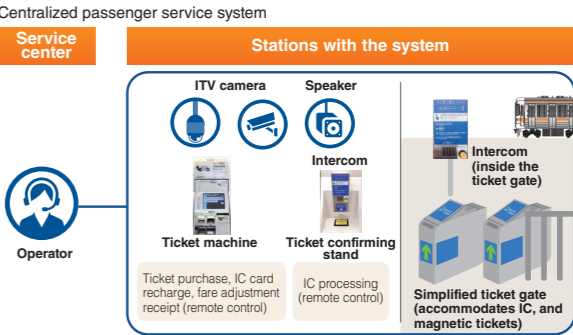 Centralized passenger service system
Service
center
Stations with the system
ITV camera
Speaker
Intercom
Intercom
(inside the
ticket gate)
Operator
Ticket machine
Ticket confirming
stand
Ticket purchase, IC card
recharge, fare adjustment
receipt (remote control)
IC processing
(remote control)
Simplified ticket gate
(accommodates IC, and
magnetic tickets)